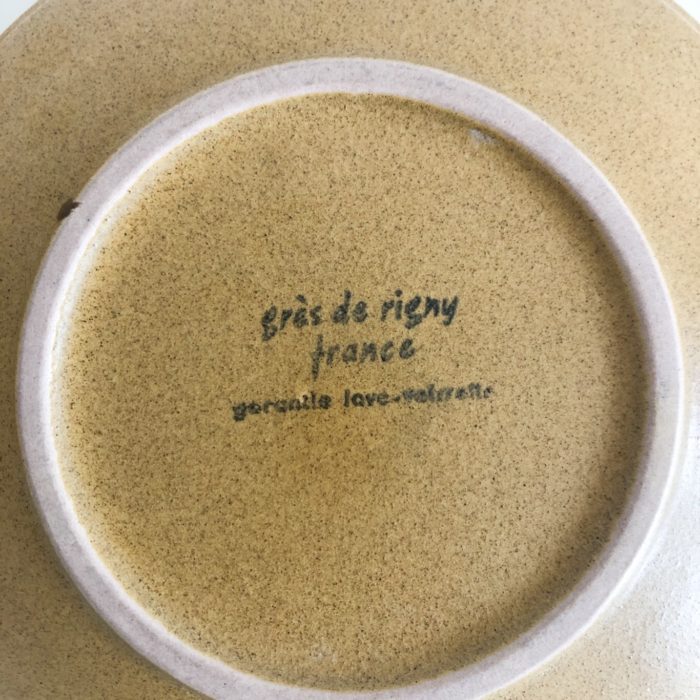 grès de rigny
france
garantie lave-vaisselle